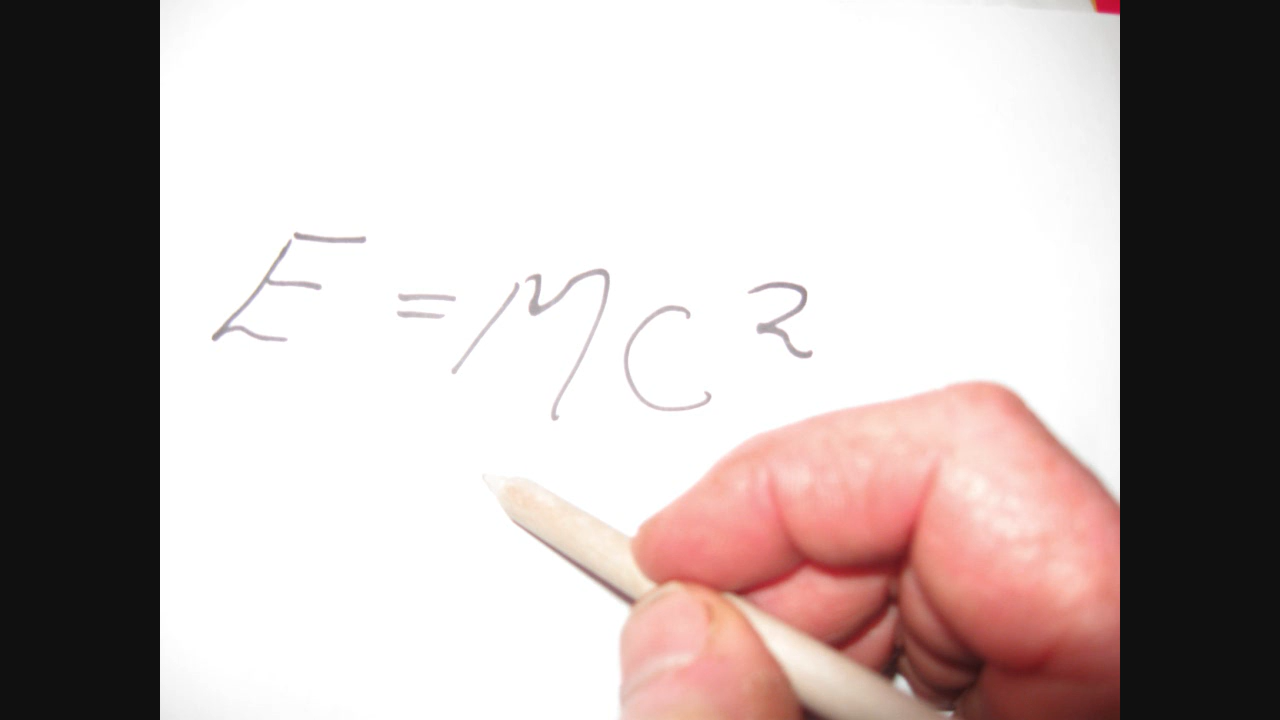 E = MC²